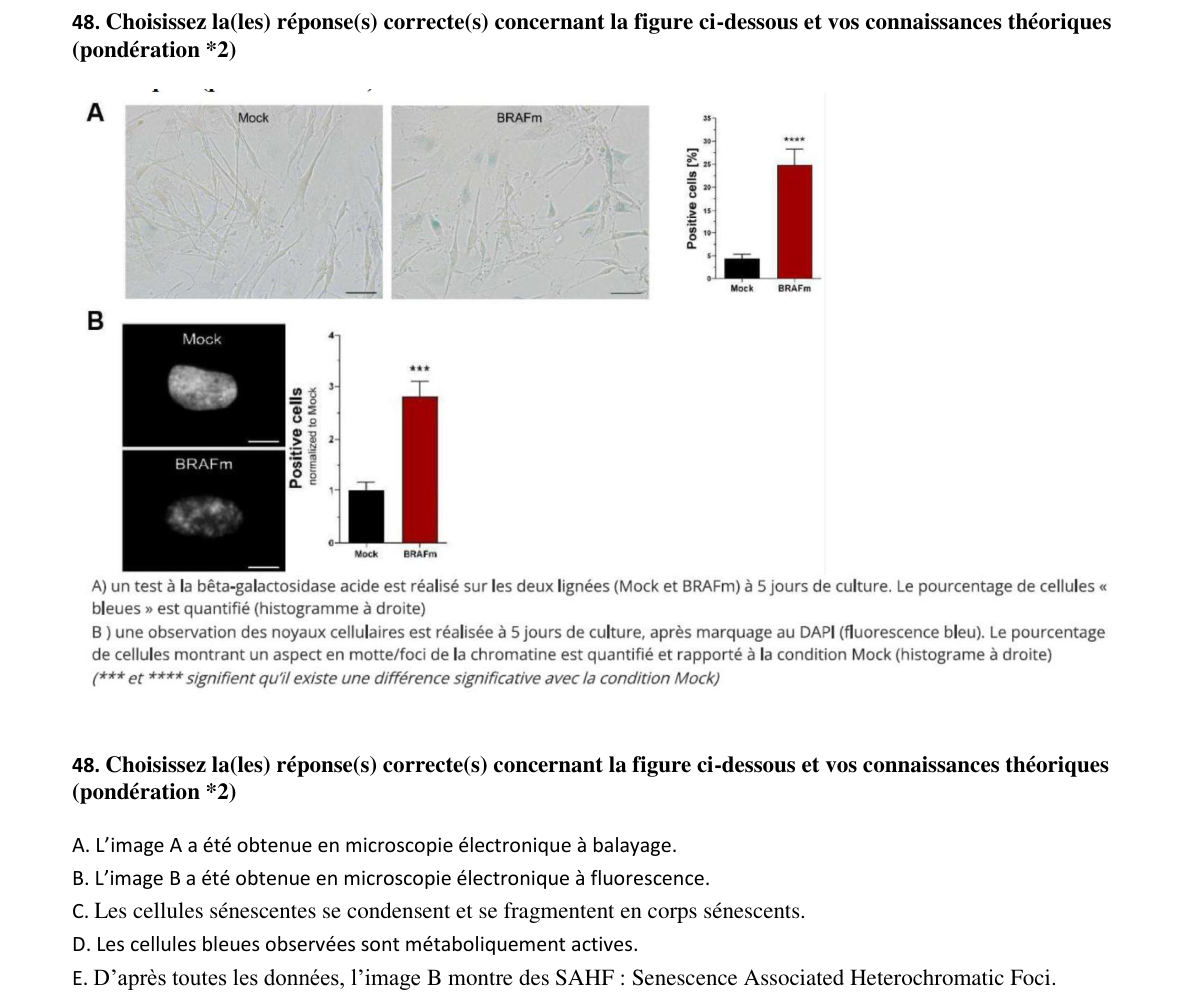 48. Choisissez la(les) réponse(s) correcte(s) concernant la figure ci-dessous et vos connaissances théoriques
(pondération *2)
A
Mock
BRAFm
Positive cells [%]
35
30
25
20
15
10
5
0
****
Mock
BRAFm
B
Mock
BRAFm
Positive cells
normalized to Mock
4
3
2
1
0
***
Mock
BRAFm
A) un test à la bêta-galactosidase acide est réalisé sur les deux lignées (Mock et BRAFm) à 5 jours de culture. Le pourcentage de cellules «
bleues » est quantifié (histogramme à droite)
B ) une observation des noyaux cellulaires est réalisée à 5 jours de culture, après marquage au DAPI (fluorescence bleu). Le pourcentage
de cellules montrant un aspect en motte/foci de la chromatine est quantifié et rapporté à la condition Mock (histograme à droite)
(*** et **** signifient qu'il existe une différence significative avec la condition Mock)
48. Choisissez la(les) réponse(s) correcte(s) concernant la figure ci-dessous et vos connaissances théoriques
(pondération *2)
A. L’image A a été obtenue en microscopie électronique à balayage.
B. L’image B a été obtenue en microscopie électronique à fluorescence.
C. Les cellules sénescentes se condensent et se fragmentent en corps sénescents.
D. Les cellules bleues observées sont métaboliquement actives.
E. D’après toutes les données, l’image B montre des SAHF : Senescence Associated Heterochromatic Foci.